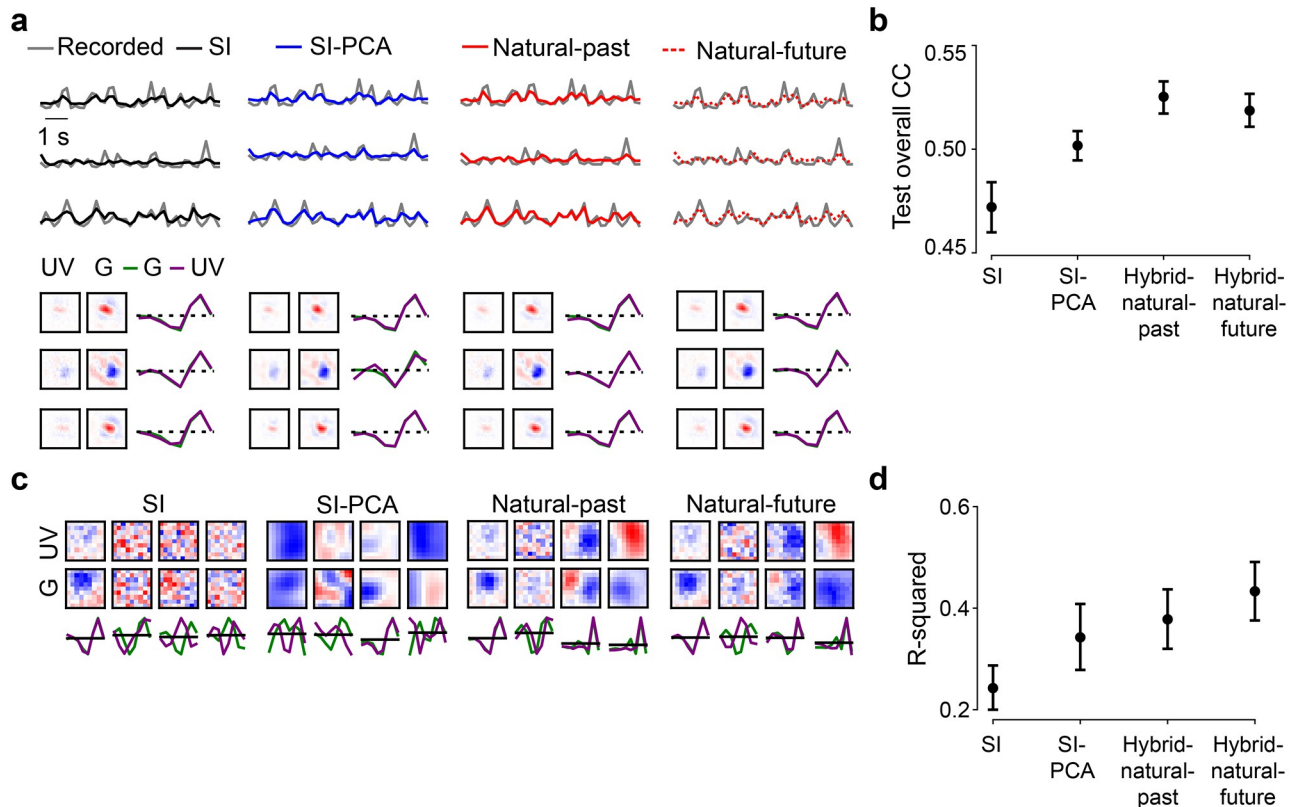 a
Recorded SI SI-PCA Natural-past Natural-future
1 s
UV G G UV
b
0.55
0.50
0.45
Test overall CC
SI
SI-
PCA
Hybrid-
natural-
past
Hybrid-
natural-
future
c
SI SI-PCA Natural-past Natural-future
UV
G
d
0.6
0.4
0.2
R-squared
SI
SI-
PCA
Hybrid-
natural-
past
Hybrid-
natural-
future